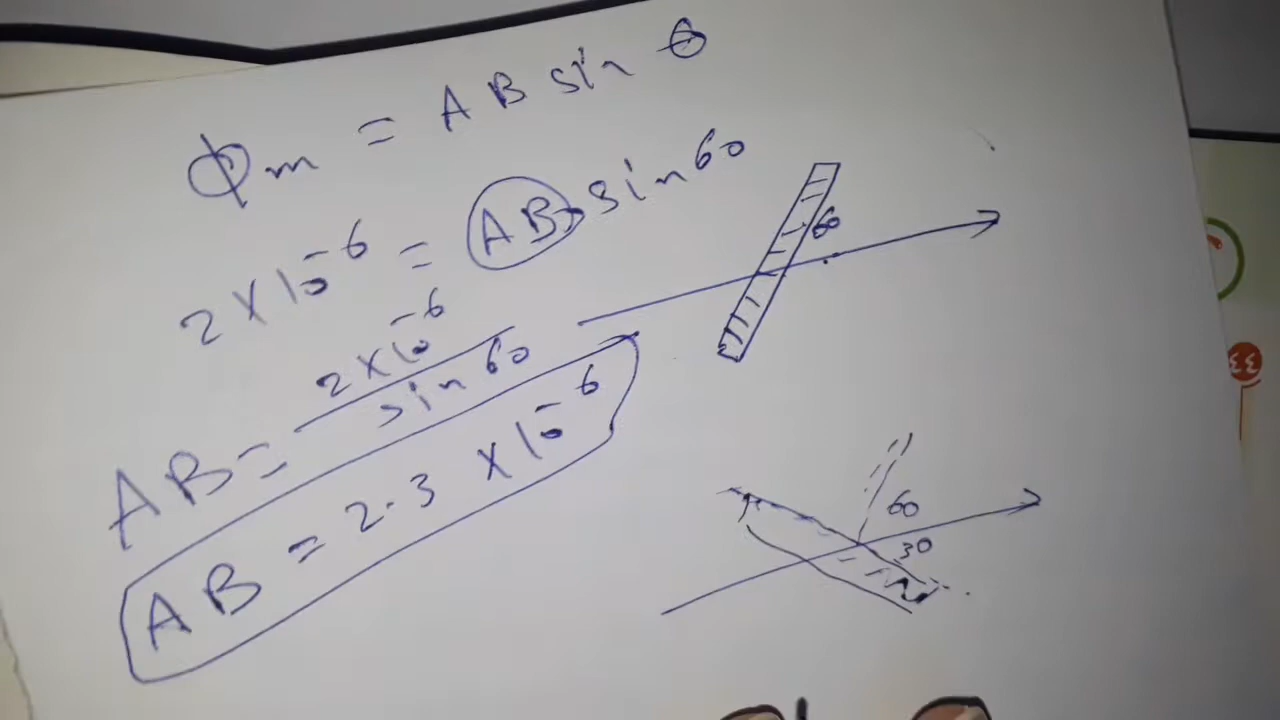 Φm = AB sin θ
2×10⁻⁶ = AB sin 60
AB = 2×10⁻⁶ / sin 60
AB = 2.3 × 10⁻⁶
60
60
30
٤٤